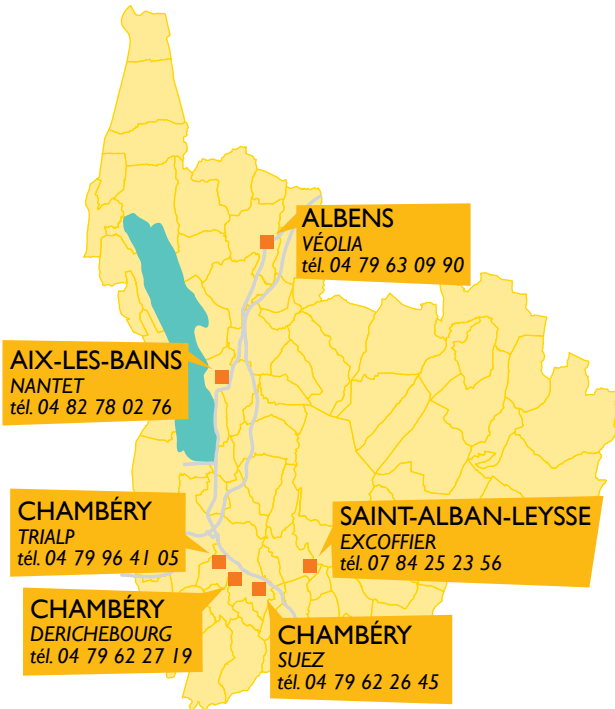 ALBENS
VÉOLIA
tél. 04 79 63 09 90
AIX-LES-BAINS
NANTET
tél. 04 82 78 02 76
CHAMBÉRY
TRIALP
tél. 04 79 96 41 05
SAINT-ALBAN-LEYSSE
EXCOFFIER
tél. 07 84 25 23 56
CHAMBÉRY
DERICHEBOURG
tél. 04 79 62 27 19
CHAMBÉRY
SUEZ
tél. 04 79 62 26 45